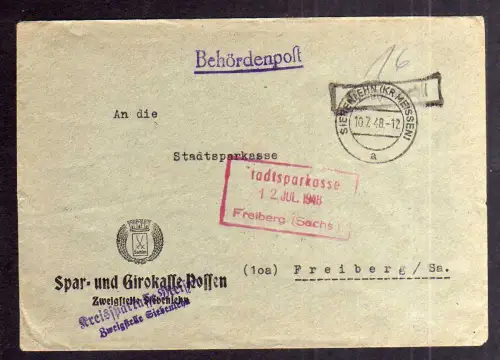 Behördenpost
16
SIEBENLEHN (KR. MEISSEN)
10.7.48.-12
a
An die
Stadtsparkasse
tadtsparkasse
12. JUL. 1948
Freiberg (Sachs)
Spar- und Girokasse Nossen
Zweigstelle Siebenlehn
Kreissparkasse
Zweigstelle Siebenlehn
(10a) Freiberg/Sa.